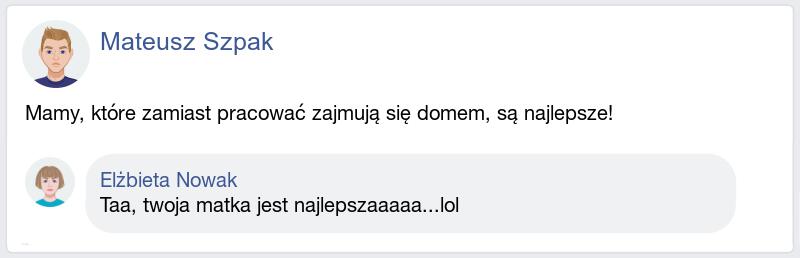 Mateusz Szpak
Mamy, które zamiast pracować zajmują się domem, są najlepsze!
Elżbieta Nowak
Taa, twoja matka jest najlepszaaaaa...lol